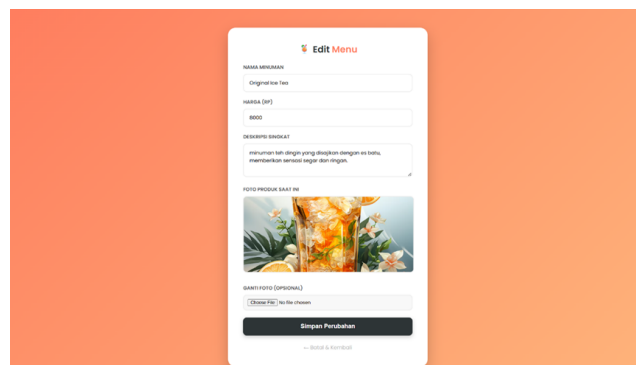 Edit Menu
NAMA MINUMAN
Original Ice Tea
HARGA (RP)
8000
DESKRIPSI SINGKAT
minuman teh dingin yang disajikan dengan es batu,
memberikan sensasi segar dan ringan.
FOTO PRODUK SAAT INI
GANTI FOTO (OPSIONAL)
Choose File No file chosen
Simpan Perubahan
← Batal & Kembali